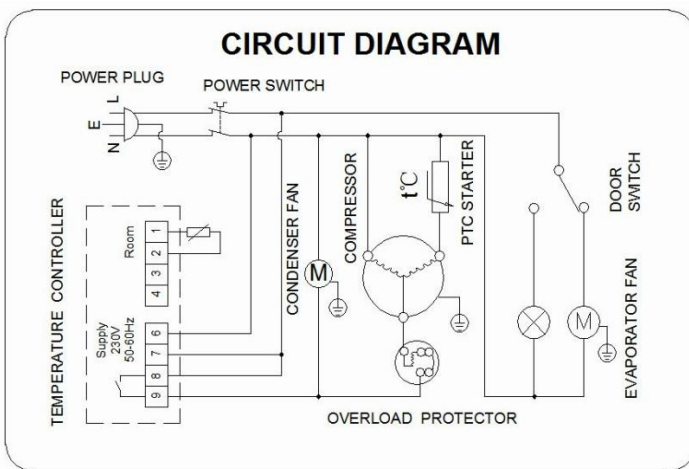 CIRCUIT DIAGRAM
POWER PLUG
POWER SWITCH
L
E
N
TEMPERATURE CONTROLLER
Room
1
2
3
4
Supply
230V
50-60Hz
6
7
8
9
CONDENSER FAN
M
COMPRESSOR
t°C
PTC STARTER
OVERLOAD PROTECTOR
DOOR
SWITCH
M
EVAPORATOR FAN